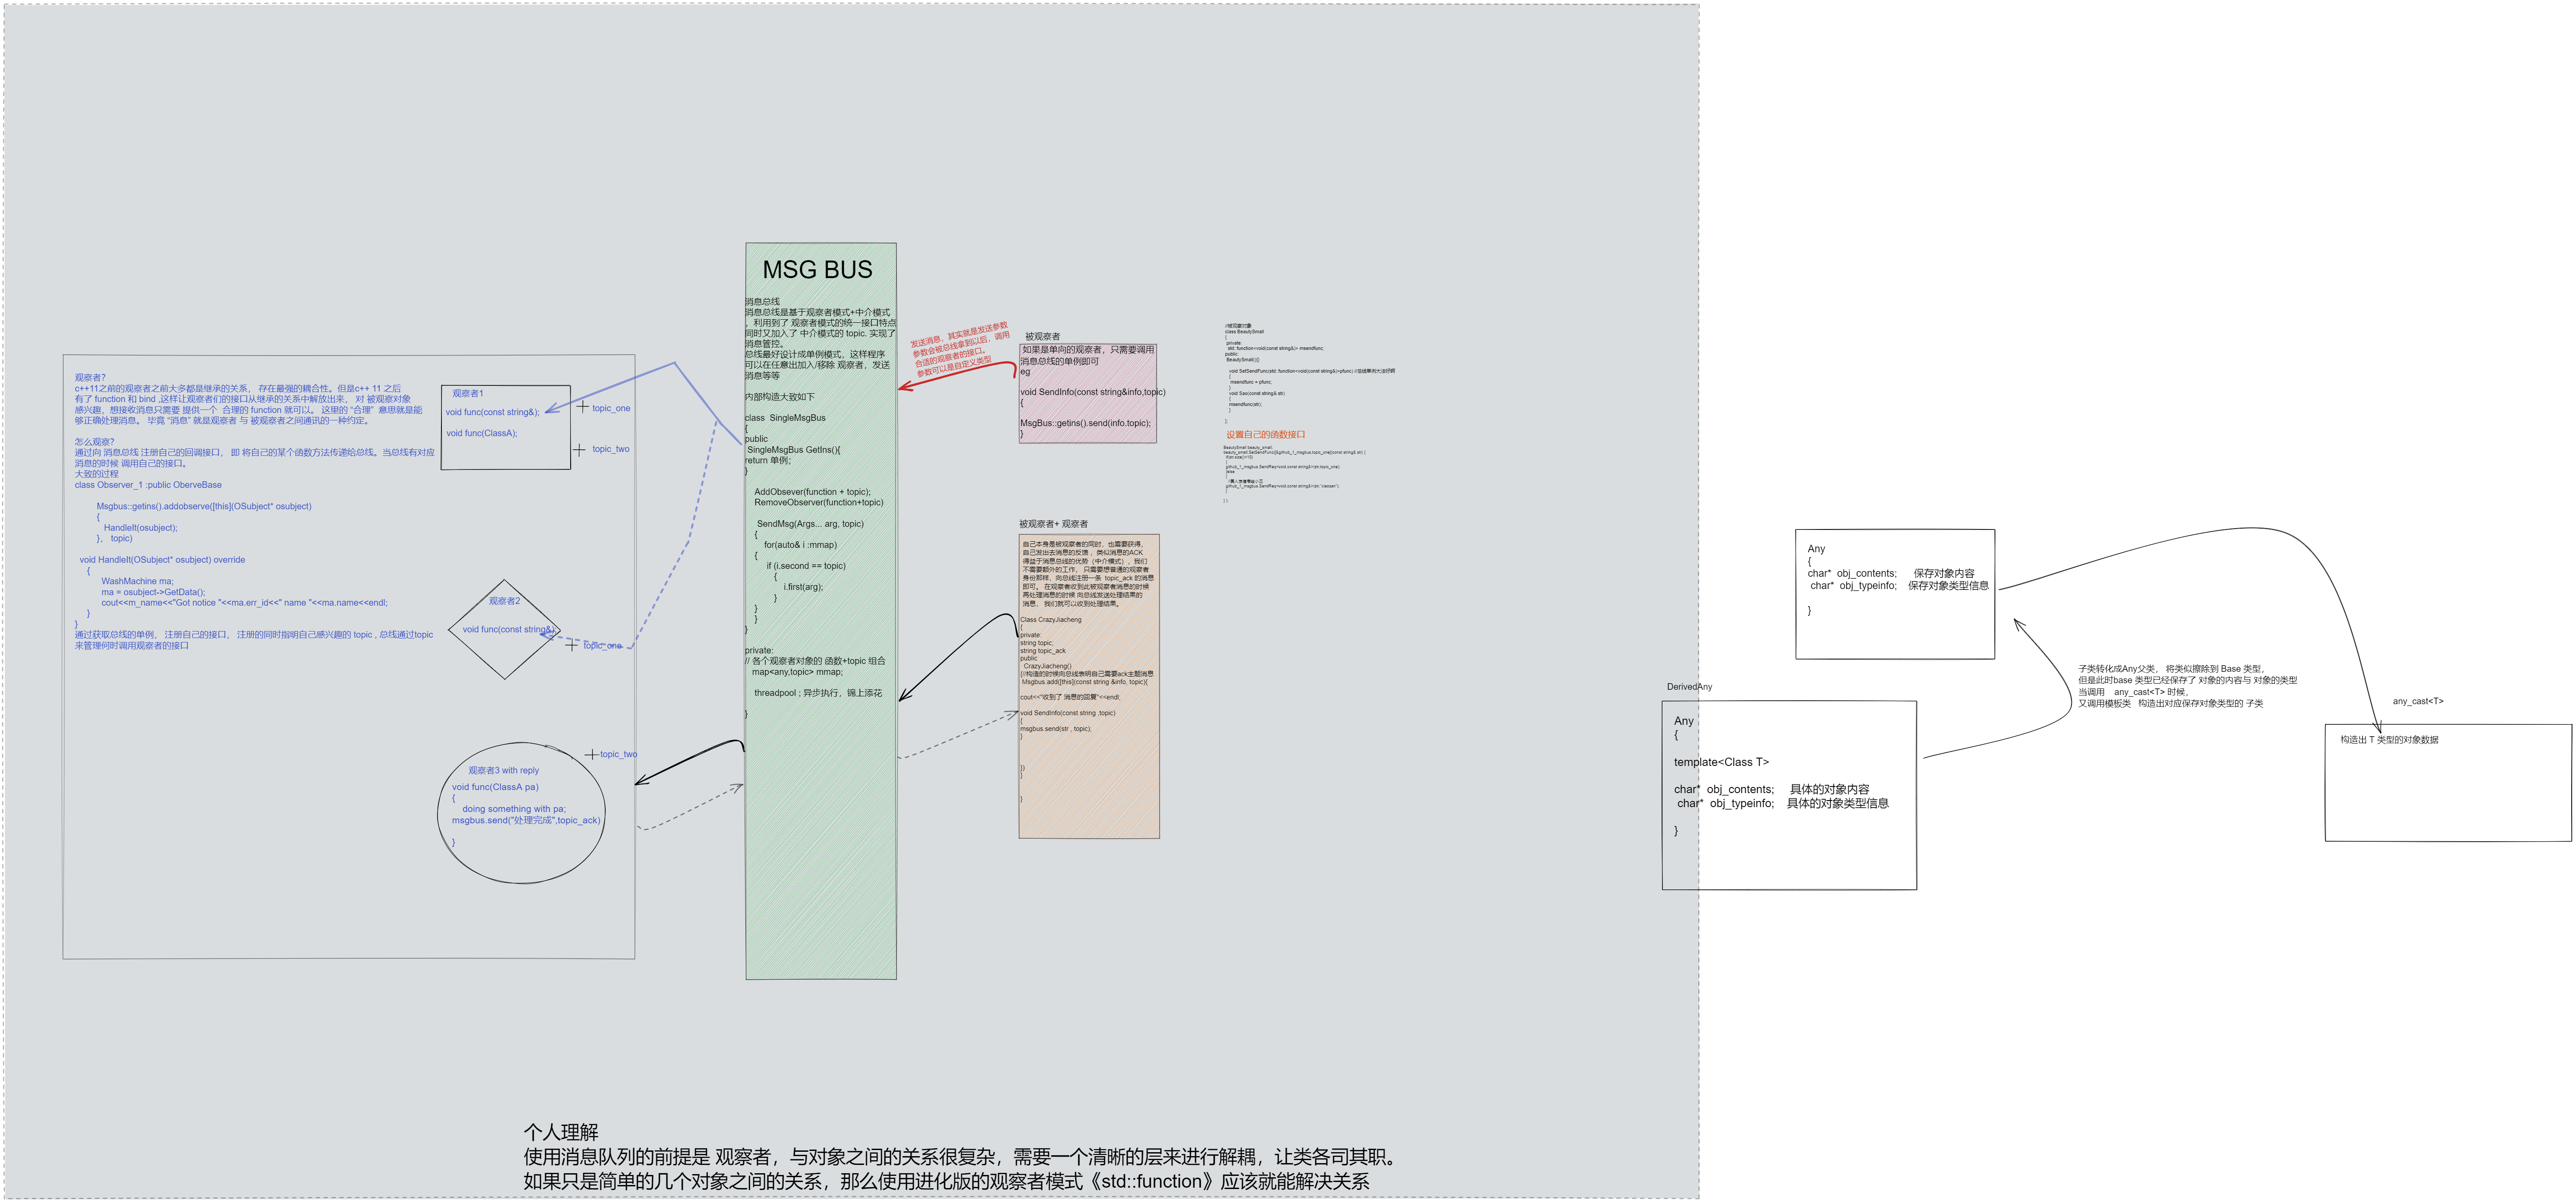 观察者?
c++11之前的观察者之前大多都是继承的关系， 存在最强的耦合性。但是c++ 11 之后
有了 function 和 bind ,这样让观察者们的接口从继承的关系中解放出来， 对 被观察对象
感兴趣，想接收消息只需要 提供一个 合理的 function 就可以。 这里的 “合理” 意思就是能
够正确处理消息。 毕竟 “消息” 就是观察者 与 被观察者之间通讯的一种约定。
怎么观察?
通过向 消息总线 注册自己的回调接口， 即 将自己的某个函数方法传递给总线。当总线有对应
消息的时候 调用自己的接口。
大致的过程
class Observer_1 :public OberveBase
Msgbus::getins().addobserve([this](OSubject* osubject)
{
HandleIt(osubject);
}, topic)
void HandleIt(OSubject* osubject) override
{
WashMachine ma;
ma = osubject->GetData();
cout<<m_name<<"Got notice "<<ma.err_id<<" name "<<ma.name<<endl;
}
}
通过获取总线的单例， 注册自己的接口， 注册的同时指明自己感兴趣的 topic , 总线通过topic
来管理何时调用观察者的接口
观察者1
void func(const string&);
void func(ClassA);
topic_one
topic_two
观察者2
void func(const string&);
topic_one
topic_two
观察者3 with reply
void func(ClassA pa)
{
doing something with pa;
msgbus.send("处理完成",topic_ack)
}
MSG BUS
消息总线
消息总线是基于观察者模式+中介模式
，利用到了 观察者模式的统一接口特点
同时又加入了 中介模式的 topic. 实现了
消息管控。
总线最好设计成单例模式，这样程序
可以在任意出加入/移除 观察者，发送
消息等等
内部构造大致如下
class SingleMsgBus
{
public
SingleMsgBus GetIns(){
return 单例;
}
AddObsever(function + topic);
RemoveObserver(function+topic)
SendMsg(Args... arg, topic)
{
for(auto& i :mmap)
{
if (i.second == topic)
{
i.first(arg);
}
}
}
}
private:
// 各个观察者对象的 函数+topic 组合
map<any,topic> mmap;
threadpool ; 异步执行，锦上添花
}
发送消息，其实就是发送参数
参数会被总线拿到以后，调用
合适的观察者的接口。
参数可以是自定义类型
被观察者
如果是单向的观察者，只需要调用
消息总线的单例即可
eg
void SendInfo(const string&info,topic)
{
MsgBus::getins().send(info.topic);
}
被观察者+ 观察者
自己本身是被观察者的同时，也需要获得，
自己发出去消息的反馈 ，类似消息的ACK
得益于消息总线的优势（中介模式），我们
不需要额外的工作， 只需要想普通的观察者
身份那样，向总线注册一条 topic_ack 的消息
即可。 在观察者收到此被观察者消息的时候
再处理消息的时候 向总线发送处理结果的
消息， 我们就可以收到处理结果。
Class CrazyJiacheng
{
private:
string topic;
string topic_ack
public
CrazyJiacheng()
{//构造的时候向总线表明自己需要ack主题消息
Msgbus.add([this](const string &info, topic){
cout<<"收到了 消息的回复"<<endl;
void SendInfo(const string ,topic)
{
msgbus.send(str , topic);
}
})
}
}
//被观察对象
class BeautySmall
{
private:
std::function<void(const string&)> msendfunc;
public:
BeautySmall(){}
void SetSendFunc(std::function<void(const string&)>pfunc)
{
msendfunc = pfunc;
}
void Sao(const string& str)
{
msendfunc(str);
}
};
设置自己的函数接口
BeautySmall beauty_small;
Any
{
char* obj_contents; 保存对象内容
char* obj_typeinfo; 保存对象类型信息
}
DerivedAny
Any
{
template<Class T>
char* obj_contents; 具体的对象内容
char* obj_typeinfo; 具体的对象类型信息
}
子类转化成Any父类， 将类似擦除到 Base 类型，
但是此时base 类型已经保存了 对象的内容与 对象的类型
当调用 any_cast<T> 时候，
又调用模板类 构造出对应保存对象类型的 子类
any_cast<T>
构造出 T 类型的对象数据
个人理解
使用消息队列的前提是 观察者，与对象之间的关系很复杂，需要一个清晰的层来进行解耦，让类各司其职。
如果只是简单的几个对象之间的关系，那么使用进化版的观察者模式《std::function》应该就能解决关系